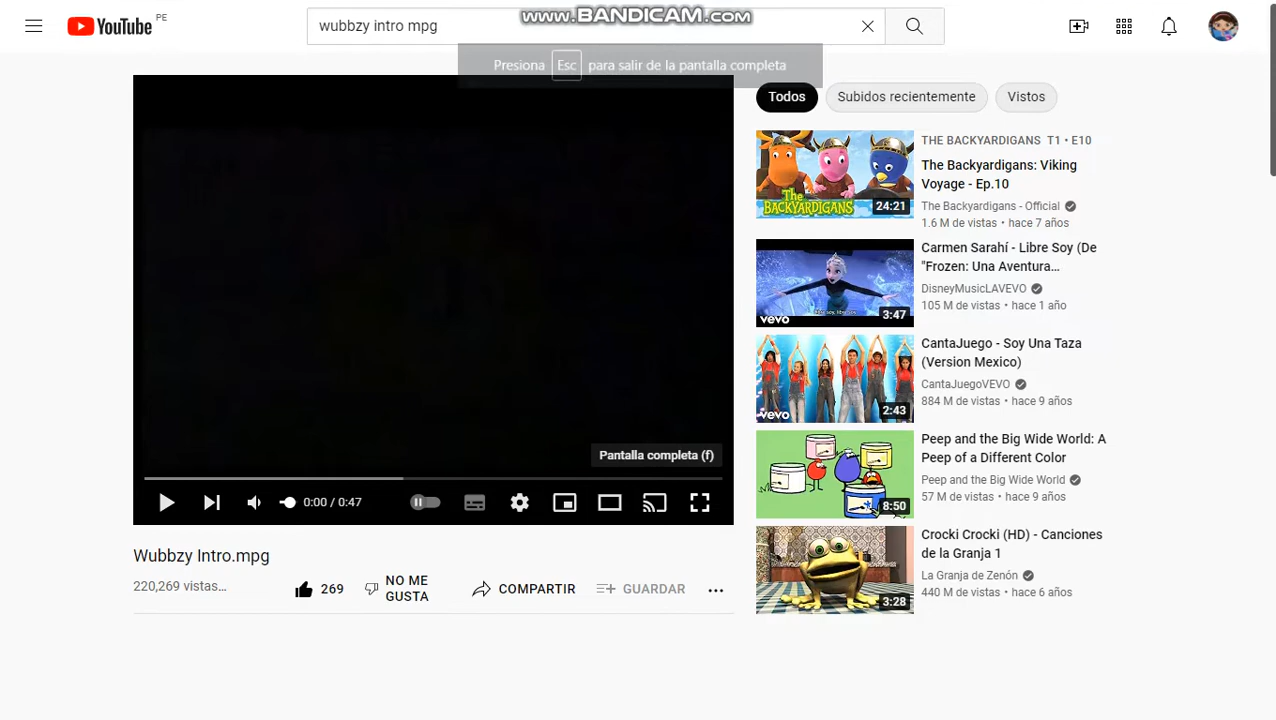 YouTube PE
wubbzy intro mpg
www.BANDICAM.com
Presiona Esc para salir de la pantalla completa
Pantalla completa (f)
0:00 / 0:47
Wubbzy Intro.mpg
220,269 vistas...
269
NO ME GUSTA
COMPARTIR
GUARDAR
Todos
Subidos recientemente
Vistos
The BACKYARDIGANS
24:21
THE BACKYARDIGANS T1 • E10
The Backyardigans: Viking
Voyage - Ep.10
The Backyardigans - Official
1.6 M de vistas • hace 7 años
vevo
3:47
Carmen Sarahí - Libre Soy (De
"Frozen: Una Aventura...
DisneyMusicLAVEVO
105 M de vistas • hace 1 año
vevo
2:43
CantaJuego - Soy Una Taza
(Version Mexico)
CantaJuegoVEVO
884 M de vistas • hace 9 años
8:50
Peep and the Big Wide World: A
Peep of a Different Color
Peep and the Big Wide World
57 M de vistas • hace 9 años
3:28
Crocki Crocki (HD) - Canciones
de la Granja 1
La Granja de Zenón
440 M de vistas • hace 6 años